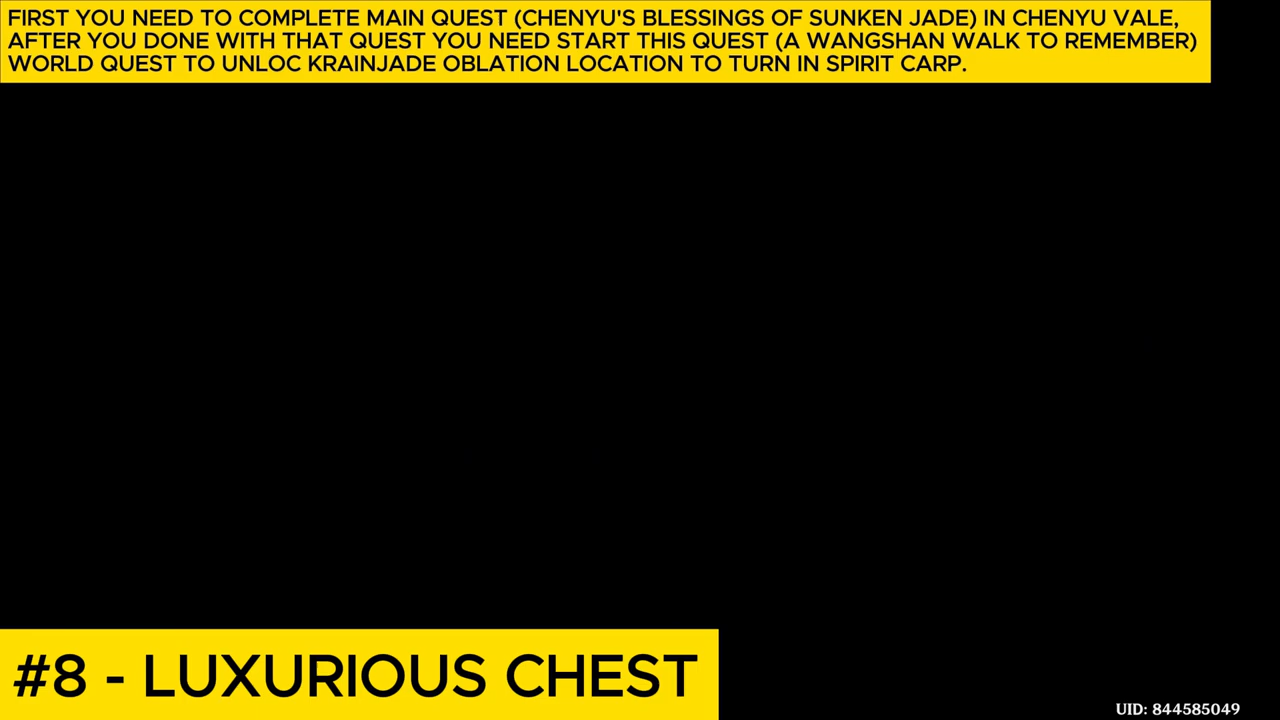 FIRST YOU NEED TO COMPLETE MAIN QUEST (CHENYU'S BLESSINGS OF SUNKEN JADE) IN CHENYU VALE,
AFTER YOU DONE WITH THAT QUEST YOU NEED START THIS QUEST (A WANGSHAN WALK TO REMEMBER)
WORLD QUEST TO UNLOC KRAINJADE OBLATION LOCATION TO TURN IN SPIRIT CARP.
#8 - LUXURIOUS CHEST
UID: 844585049